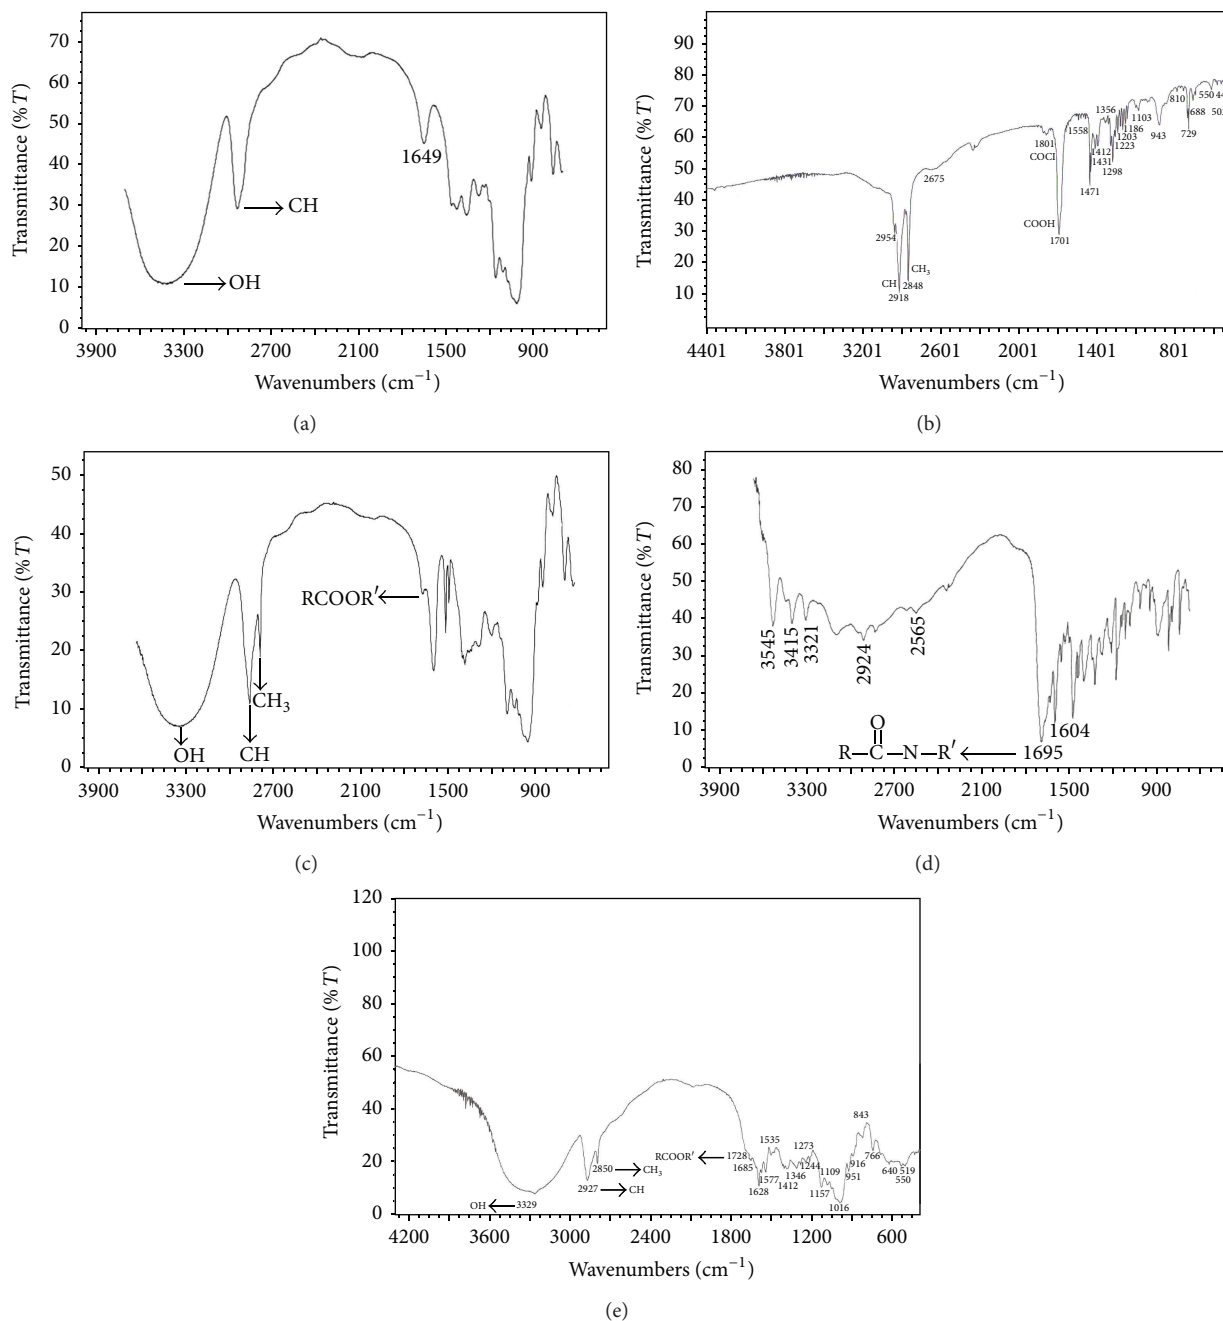 70
60
50
40
30
20
10
0
Transmittance (%T)
1649
CH
OH
3900 3300 2700 2100 1500 900
Wavenumbers (cm−1)
(a)
90
80
70
60
50
40
30
20
10
Transmittance (%T)
2954
CH
2918
CH3
2848
2675
1801
COCI
COOH
1701
1558
1471
1356
1412
1431
1298
1103
1186
1203
1223
943
810
729
688
550
44
50
4401 3801 3201 2601 2001 1401 801
Wavenumbers (cm−1)
(b)
50
40
30
20
10
0
Transmittance (%T)
RCOOR′
CH3
OH
CH
3900 3300 2700 2100 1500 900
Wavenumbers (cm−1)
(c)
80
70
60
50
40
30
20
10
0
Transmittance (%T)
3545
3415
3321
2924
2565
1604
O
R—C—N—R′
1695
3900 3300 2700 2100 1500 900
Wavenumbers (cm−1)
(d)
120
100
80
60
40
20
0
Transmittance (%T)
OH
3329
2850
CH3
2927
CH
RCOOR′
1728
1685
1628
1535
1577
1412
1273
1346
1244
1109
1157
1016
843
916
951
766
640
519
550
4200 3600 3000 2400 1800 1200 600
Wavenumbers (cm−1)
(e)